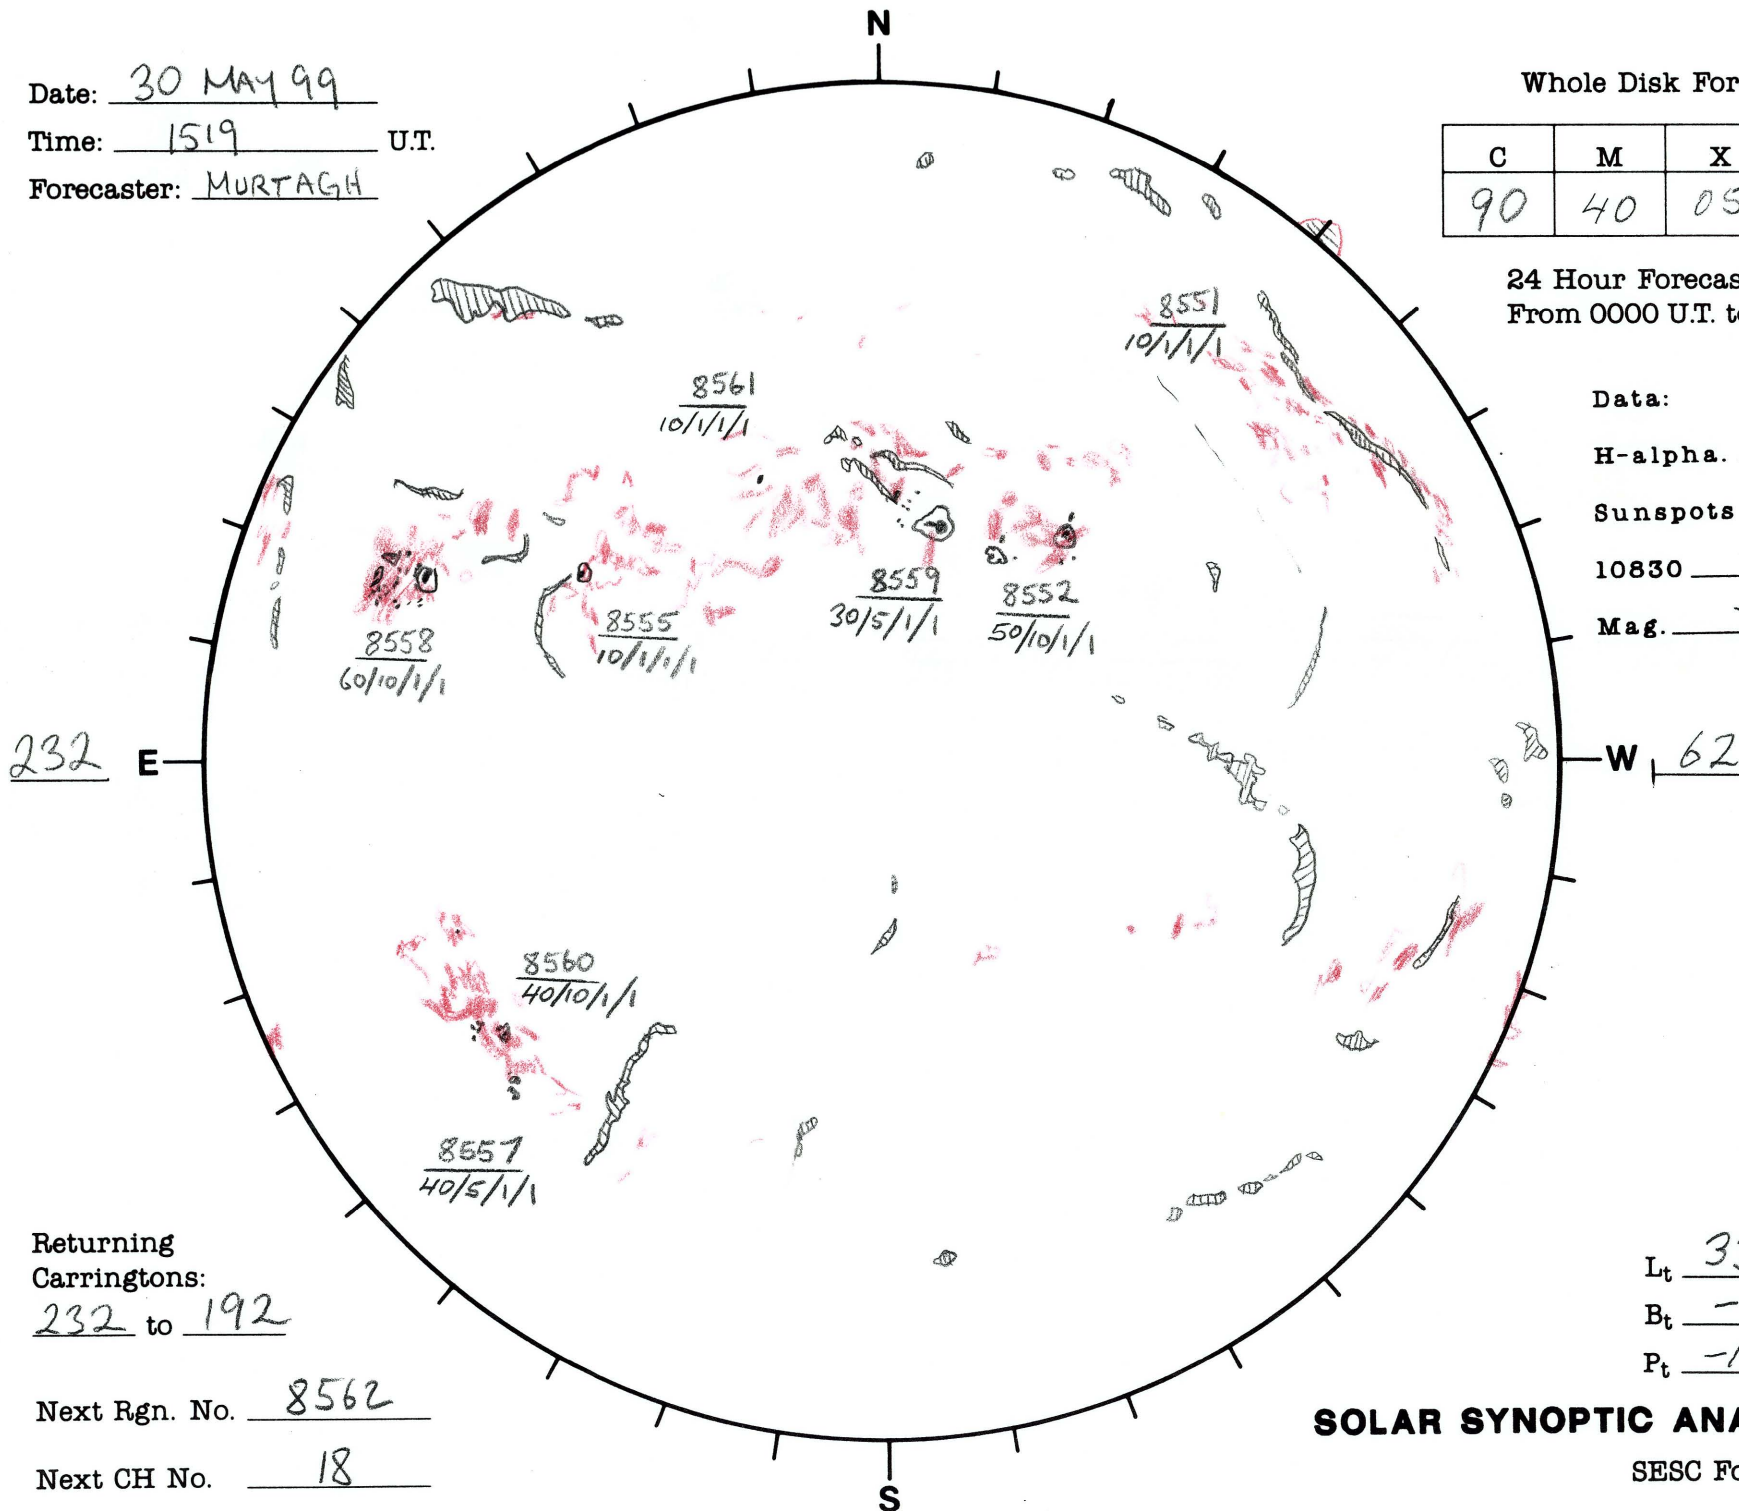 N
Date: 30 MAY 99
Time: 1519 U.T.
Forecaster: MURTAGH
Whole Disk For
C M X
90 40 05
24 Hour Forecas
From 0000 U.T. to
Data:
H-alpha.
Sunspots
10830
Mag.
8551
10/1/1/1
8561
10/1/1/1
8559
30/5/1/1
8552
50/10/1/1
8558
60/10/1/1
8555
10/1/1/1
232 E
W 62
8560
40/10/1/1
8557
40/5/1/1
Returning
Carringtons:
232 to 192
Next Rgn. No. 8562
Next CH No. 18
Lt
Bt -
Pt
SOLAR SYNOPTIC ANA
SESC Fo
S